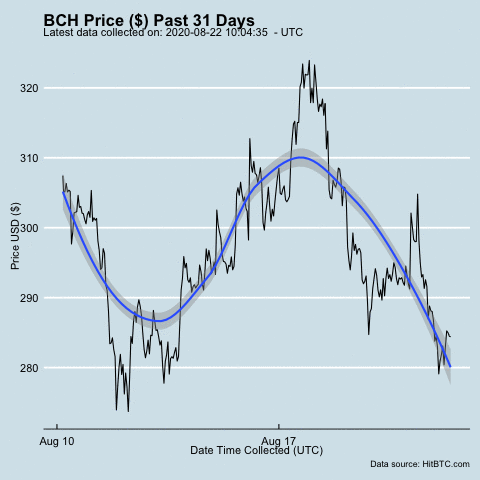 BCH Price ($) Past 31 Days
Latest data collected on: 2020-08-22 10:04:35 - UTC
Price USD ($)
320
310
300
290
280
Aug 10
Aug 17
Date Time Collected (UTC)
Data source: HitBTC.com